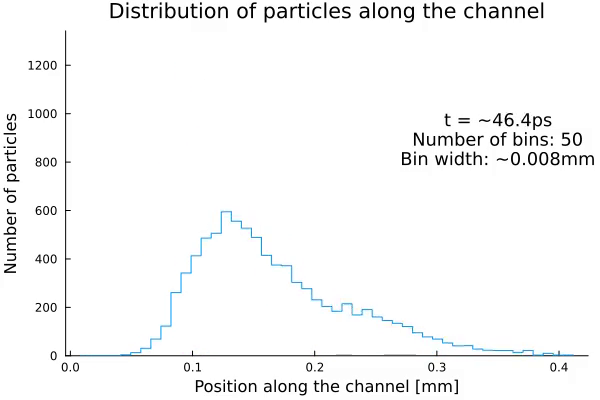 Distribution of particles along the channel
Number of particles
1200
1000
800
600
400
200
0
t = ~46.4ps
Number of bins: 50
Bin width: ~0.008mm
0.0 0.1 0.2 0.3 0.4
Position along the channel [mm]